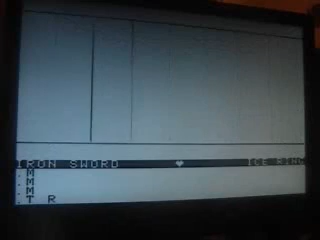 IRON SWORD ♥ ICE RING
. M
. M
. M
. T R